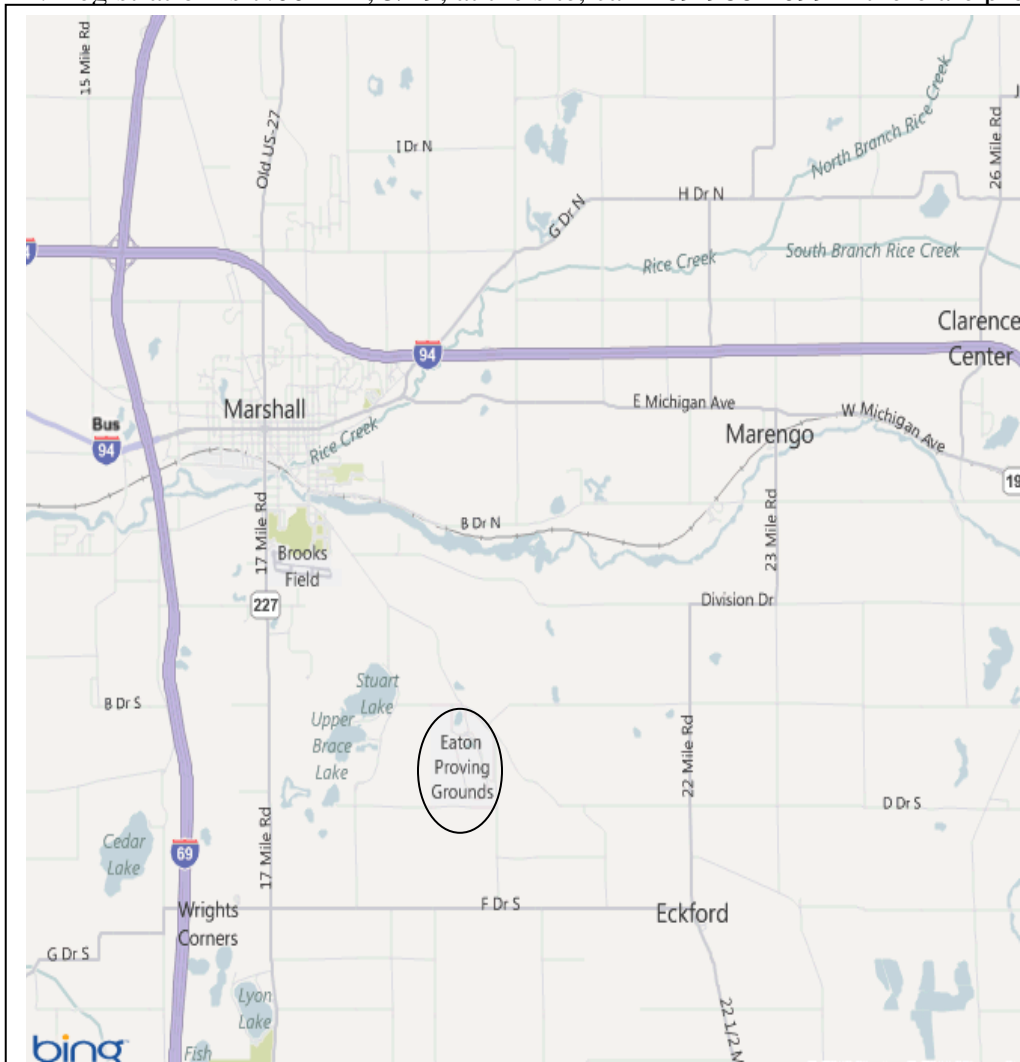 15 Mile Rd
Old US-27
I Dr N
North Branch Rice Creek
26 Mile Rd
H Dr N
G Dr N
Rice Creek
South Branch Rice Creek
Clarence
Center
94
E Michigan Ave
W Michigan Ave
Marshall
Marengo
Bus
94
Rice Creek
19
17 Mile Rd
B Dr N
23 Mile Rd
Brooks
Field
227
Division Dr
B Dr S
Stuart
Lake
Upper
Brace
Lake
Eaton
Proving
Grounds
22 Mile Rd
D Dr S
17 Mile Rd
Cedar
Lake
69
Wrights
Corners
F Dr S
Eckford
G Dr S
Lyon
Lake
22 1/2 M
Fish
bing